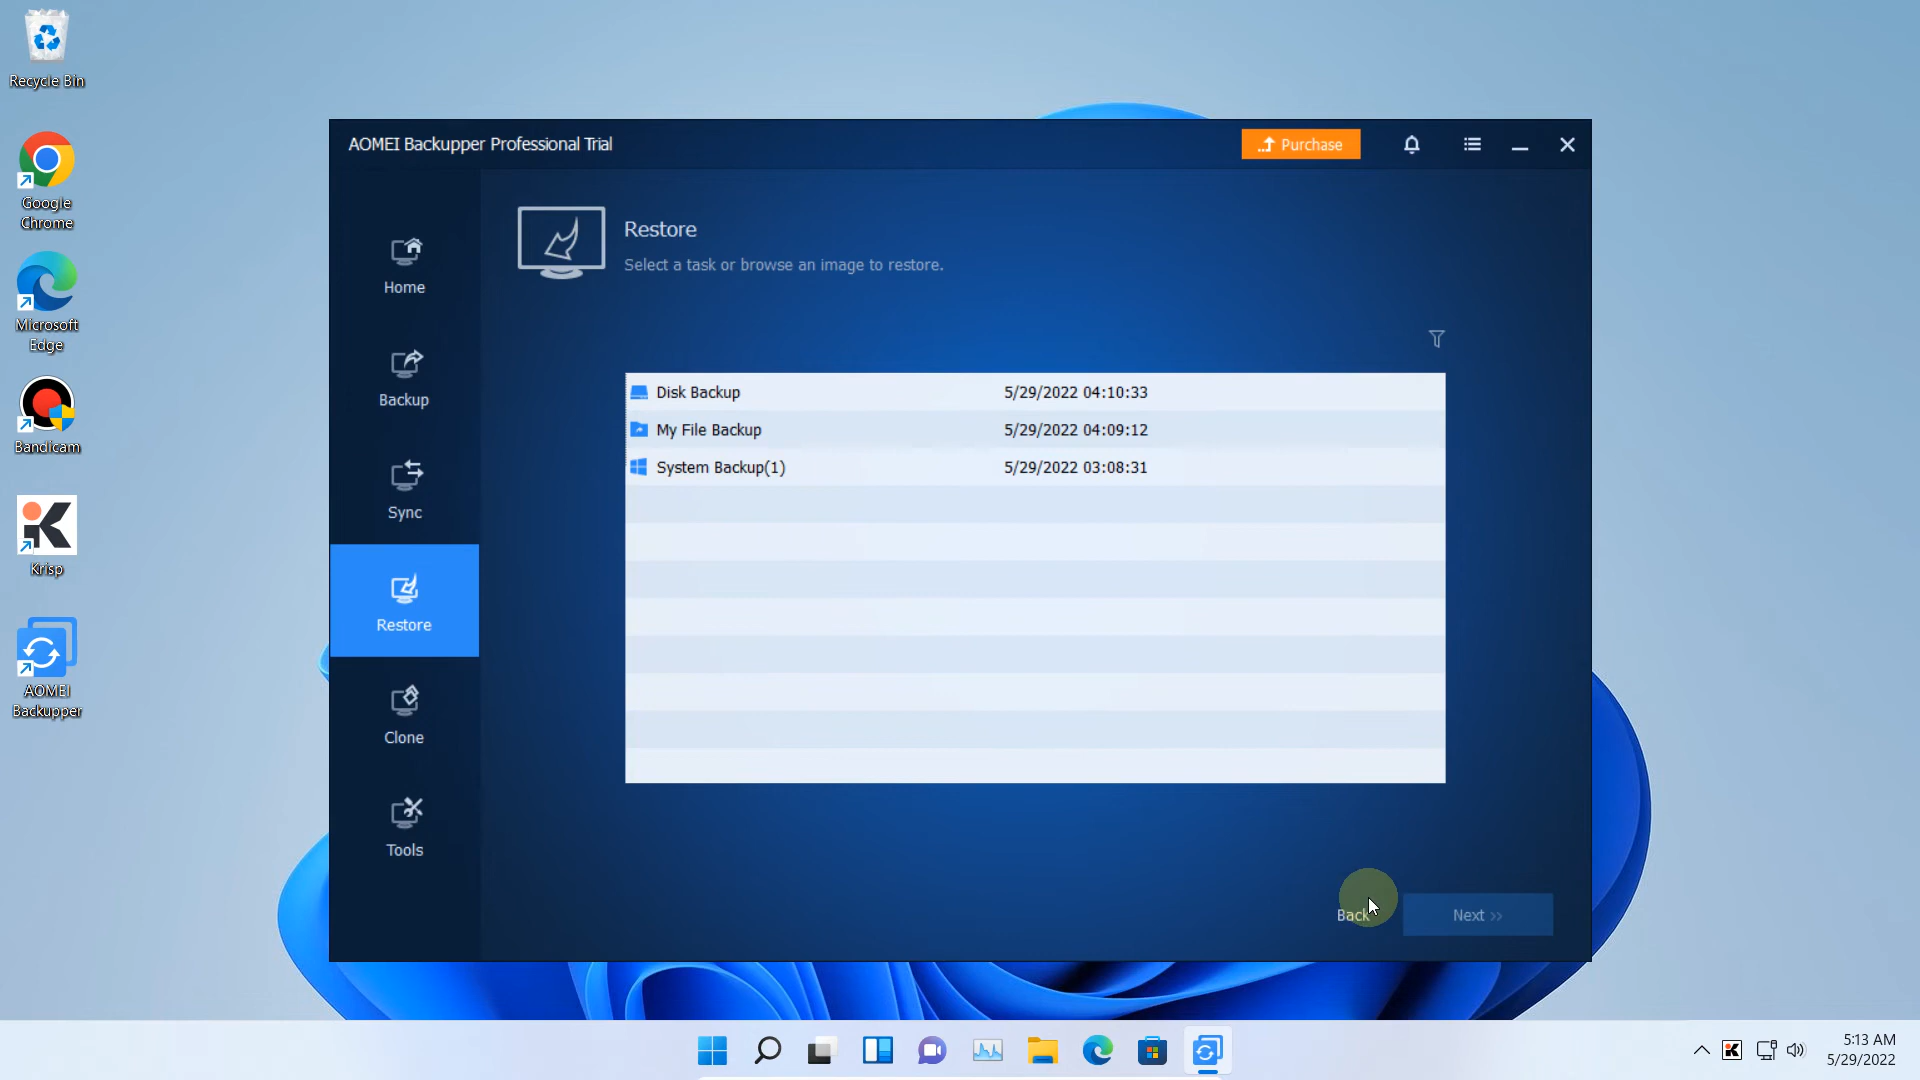 Recycle Bin
Google
Chrome
Microsoft
Edge
Bandicam
Krisp
AOMEI
Backupper
AOMEI Backupper Professional Trial
Purchase
Home
Backup
Sync
Restore
Clone
Tools
Restore
Select a task or browse an image to restore.
Disk Backup 5/29/2022 04:10:33
My File Backup 5/29/2022 04:09:12
System Backup(1) 5/29/2022 03:08:31
Back
Next >>
5:13 AM
5/29/2022